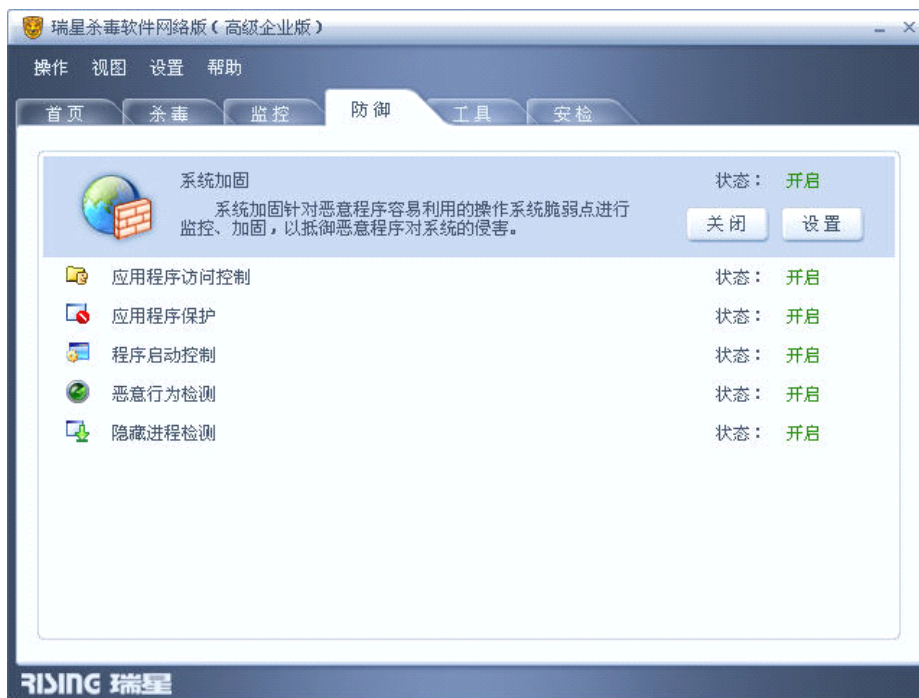 瑞星杀毒软件网络版(高级企业版)
操作 视图 设置 帮助
首页 杀毒 监控 防御 工具 安检
系统加固 状态： 开启
系统加固针对恶意程序容易利用的操作系统脆弱点进行
监控、加固，以抵御恶意程序对系统的侵害。
关闭 设置
应用程序访问控制 状态： 开启
应用程序保护 状态： 开启
程序启动控制 状态： 开启
恶意行为检测 状态： 开启
隐藏进程检测 状态： 开启
RISING 瑞星